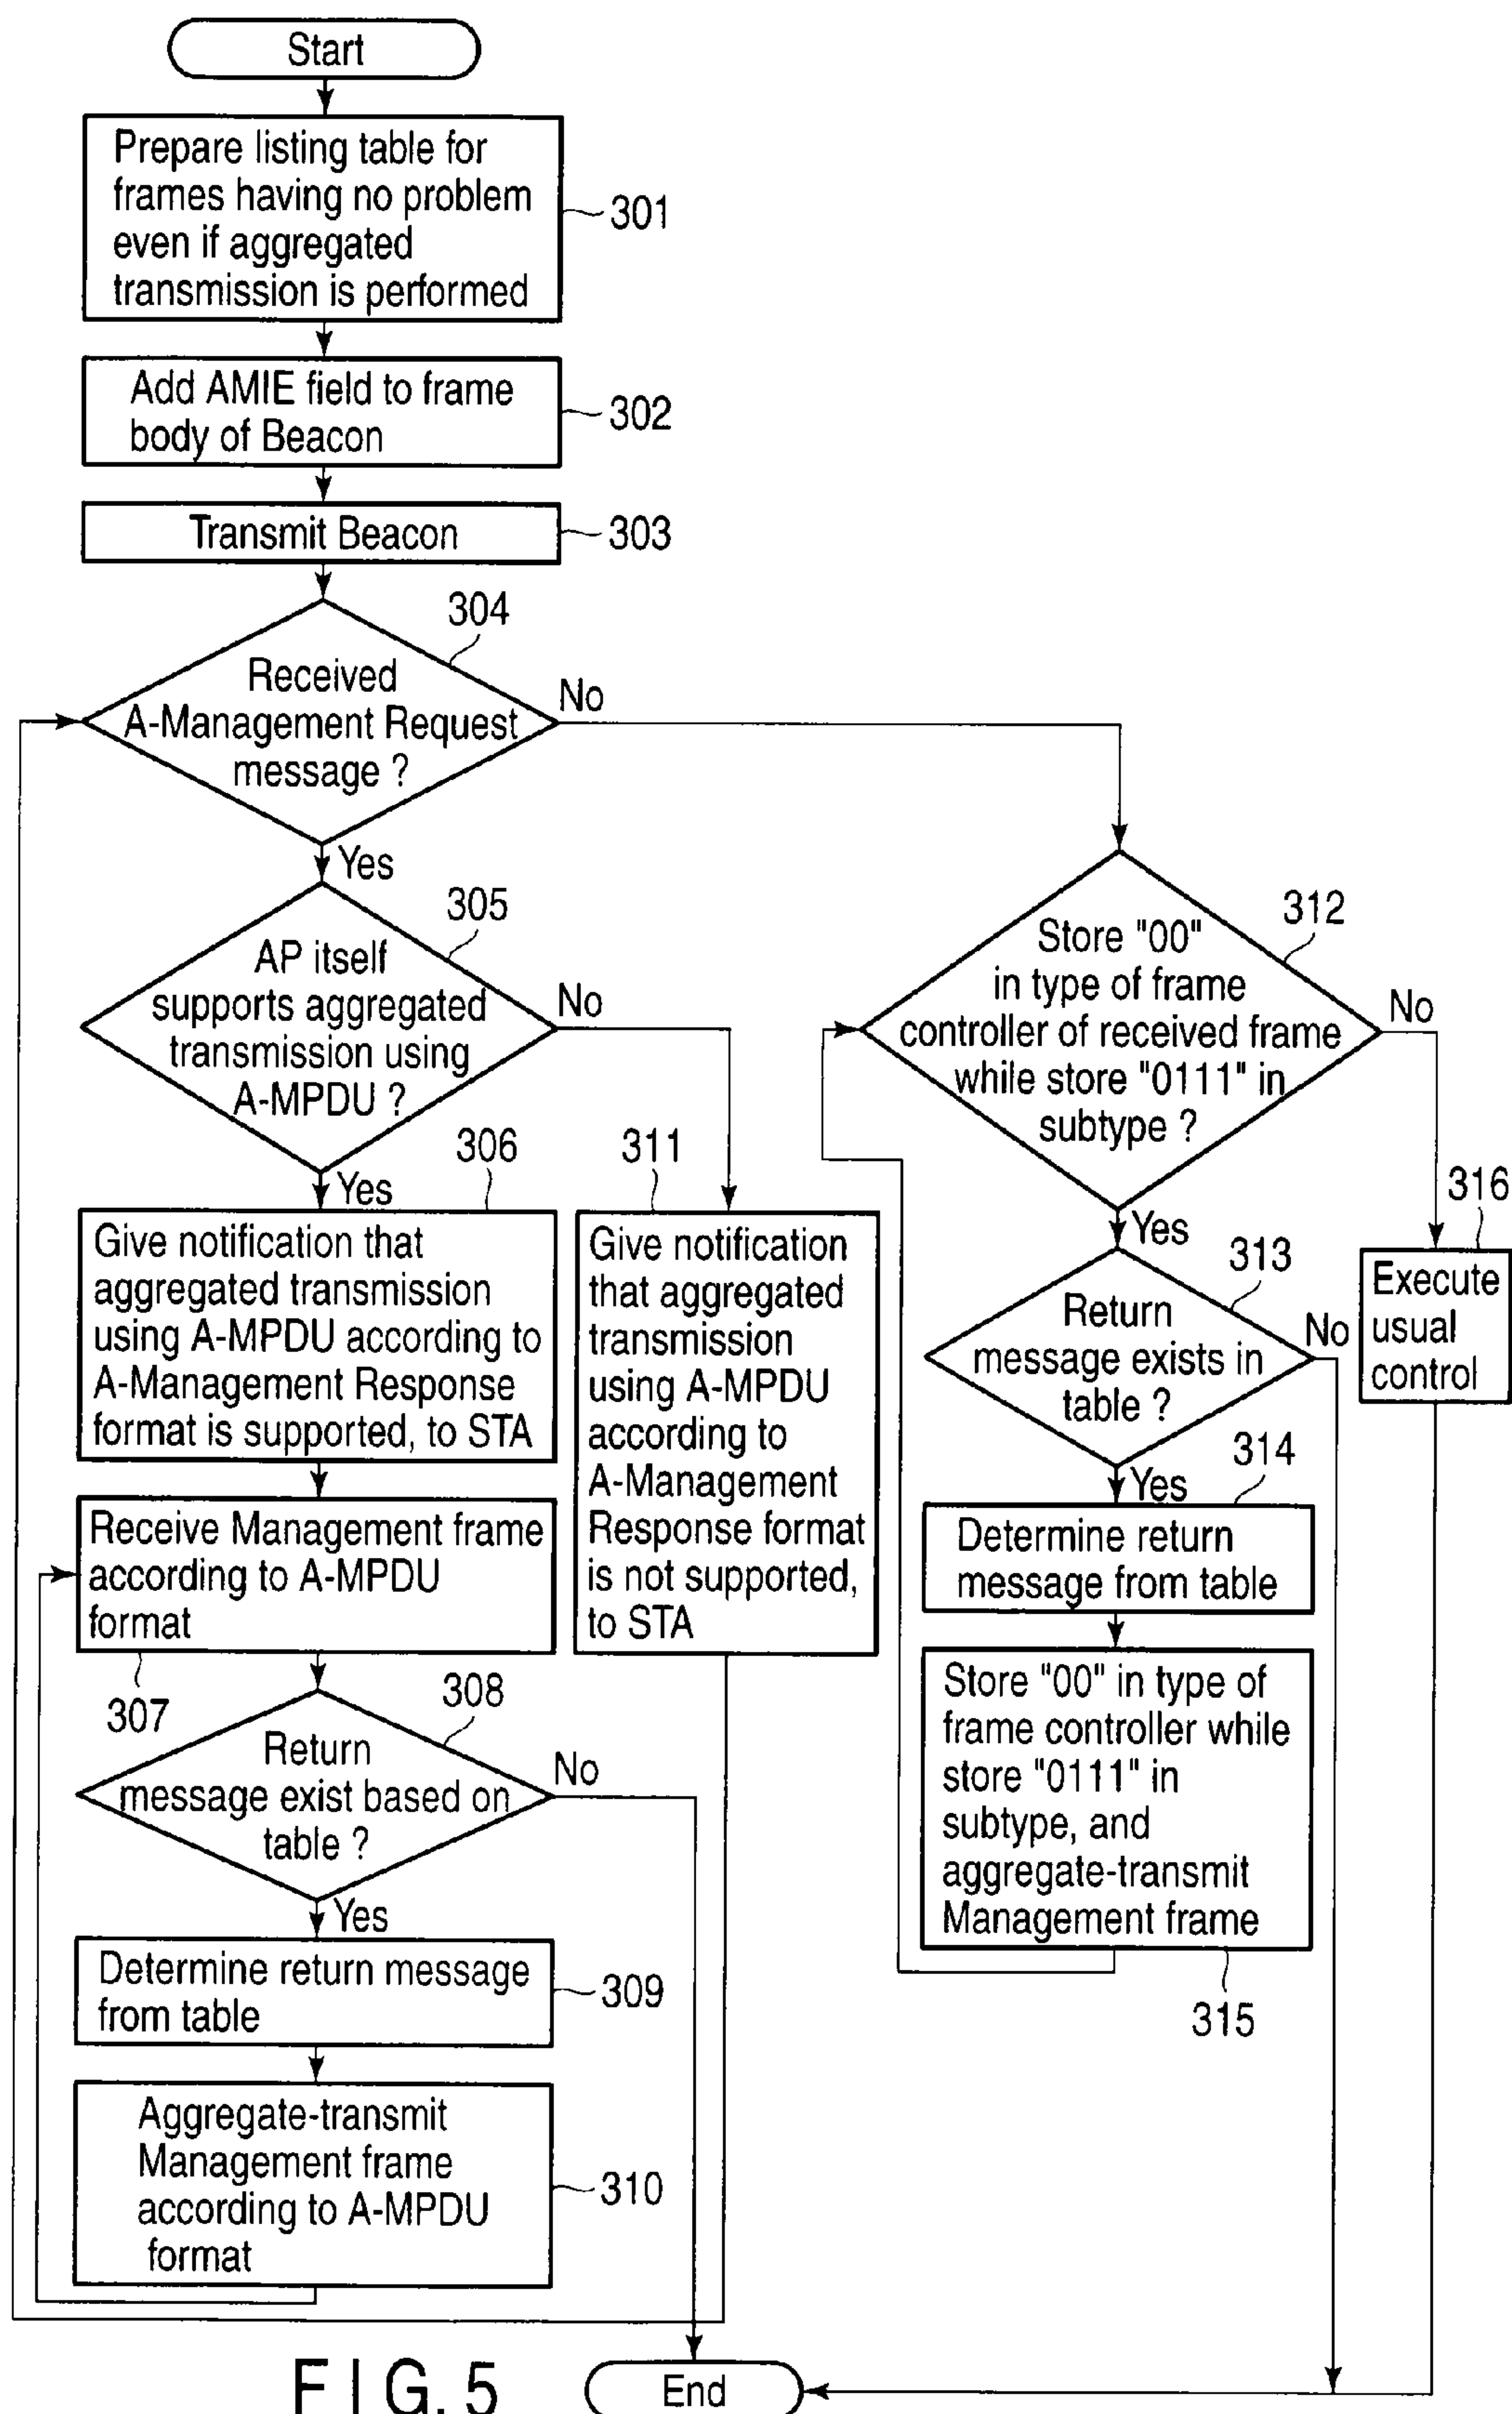 Start
Prepare listing table for
frames having no problem
even if aggregated
transmission is performed
301
Add AMIE field to frame
body of Beacon
302
Transmit Beacon
303
304
Received
A-Management Request
message ?
No
Yes
305
AP itself
supports aggregated
transmission using
A-MPDU ?
No
Yes
306
Give notification that
aggregated transmission
using A-MPDU according to
A-Management Response
format is supported, to STA
311
Give notification
that aggregated
transmission
using A-MPDU
according to
A-Management
Response format
is not supported,
to STA
Receive Management frame
according to A-MPDU
format
307
308
Return
message exist based on
table ?
No
Yes
Determine return message
from table
309
Aggregate-transmit
Management frame
according to A-MPDU
format
310
312
Store "00"
in type of frame
controller of received frame
while store "0111" in
subtype ?
No
Yes
316
Execute
usual
control
313
Return
message exists in
table ?
No
Yes
314
Determine return
message from table
Store "00" in type of
frame controller while
store "0111" in
subtype, and
aggregate-transmit
Management frame
315
End
FIG. 5